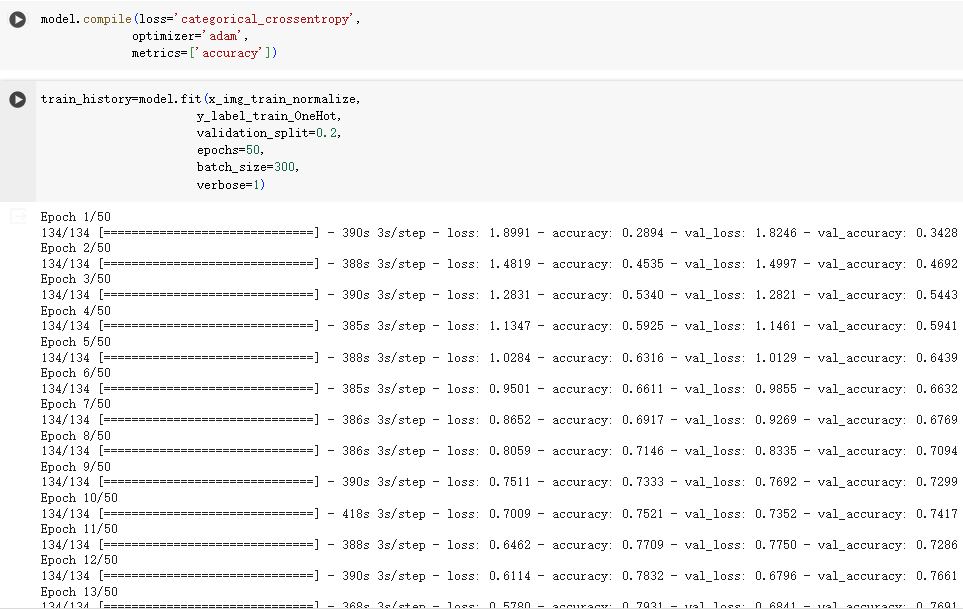 model.compile(loss='categorical_crossentropy',
optimizer='adam',
metrics=['accuracy'])
train_history=model.fit(x_img_train_normalize,
y_label_train_OneHot,
validation_split=0.2,
epochs=50,
batch_size=300,
verbose=1)
Epoch 1/50
134/134 [==============================] - 390s 3s/step - loss: 1.8991 - accuracy: 0.2894 - val_loss: 1.8246 - val_accuracy: 0.3428
Epoch 2/50
134/134 [==============================] - 388s 3s/step - loss: 1.4819 - accuracy: 0.4535 - val_loss: 1.4997 - val_accuracy: 0.4692
Epoch 3/50
134/134 [==============================] - 390s 3s/step - loss: 1.2831 - accuracy: 0.5340 - val_loss: 1.2821 - val_accuracy: 0.5443
Epoch 4/50
134/134 [==============================] - 385s 3s/step - loss: 1.1347 - accuracy: 0.5925 - val_loss: 1.1461 - val_accuracy: 0.5941
Epoch 5/50
134/134 [==============================] - 388s 3s/step - loss: 1.0284 - accuracy: 0.6316 - val_loss: 1.0129 - val_accuracy: 0.6439
Epoch 6/50
134/134 [==============================] - 385s 3s/step - loss: 0.9501 - accuracy: 0.6611 - val_loss: 0.9855 - val_accuracy: 0.6632
Epoch 7/50
134/134 [==============================] - 386s 3s/step - loss: 0.8652 - accuracy: 0.6917 - val_loss: 0.9269 - val_accuracy: 0.6769
Epoch 8/50
134/134 [==============================] - 386s 3s/step - loss: 0.8059 - accuracy: 0.7146 - val_loss: 0.8335 - val_accuracy: 0.7094
Epoch 9/50
134/134 [==============================] - 390s 3s/step - loss: 0.7511 - accuracy: 0.7333 - val_loss: 0.7692 - val_accuracy: 0.7299
Epoch 10/50
134/134 [==============================] - 418s 3s/step - loss: 0.7009 - accuracy: 0.7521 - val_loss: 0.7352 - val_accuracy: 0.7417
Epoch 11/50
134/134 [==============================] - 388s 3s/step - loss: 0.6462 - accuracy: 0.7709 - val_loss: 0.7750 - val_accuracy: 0.7286
Epoch 12/50
134/134 [==============================] - 390s 3s/step - loss: 0.6114 - accuracy: 0.7832 - val_loss: 0.6796 - val_accuracy: 0.7661
Epoch 13/50
134/134 [==============================] - 368s 3s/step - loss: 0.5780 - accuracy: 0.7931 - val_loss: 0.6841 - val_accuracy: 0.7691